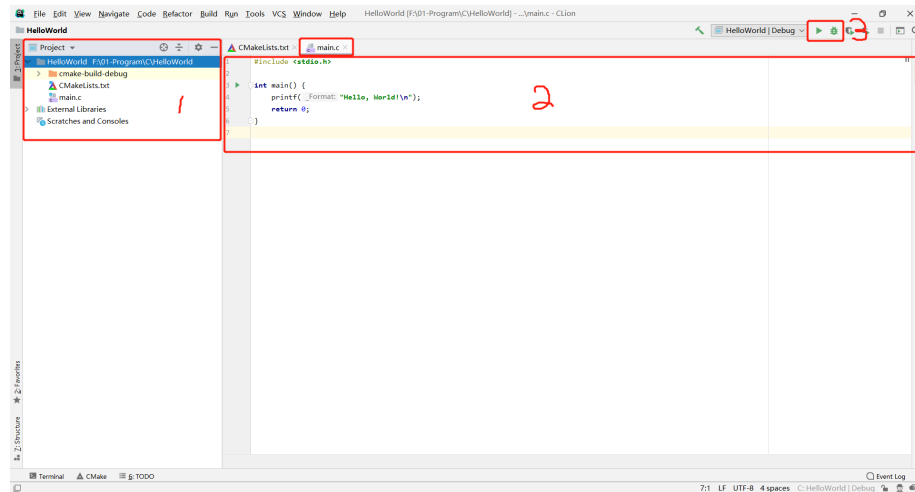 File Edit View Navigate Code Refactor Build Run Tools VCS Window Help HelloWorld [F:\01-Program\C\HelloWorld] - ...\main.c - CLion
HelloWorld
HelloWorld | Debug
3
1: Project
Project
CMakeLists.txt
main.c
HelloWorld F:\01-Program\C\HelloWorld
cmake-build-debug
CMakeLists.txt
main.c
External Libraries
Scratches and Consoles
1
1 #include <stdio.h>
2
3 int main() {
4 printf( _Format: "Hello, World!\n");
5 return 0;
6 }
7
2
2: Favorites
Z: Structure
Terminal CMake 6: TODO
Event Log
7:1 LF UTF-8 4 spaces C: HelloWorld | Debug